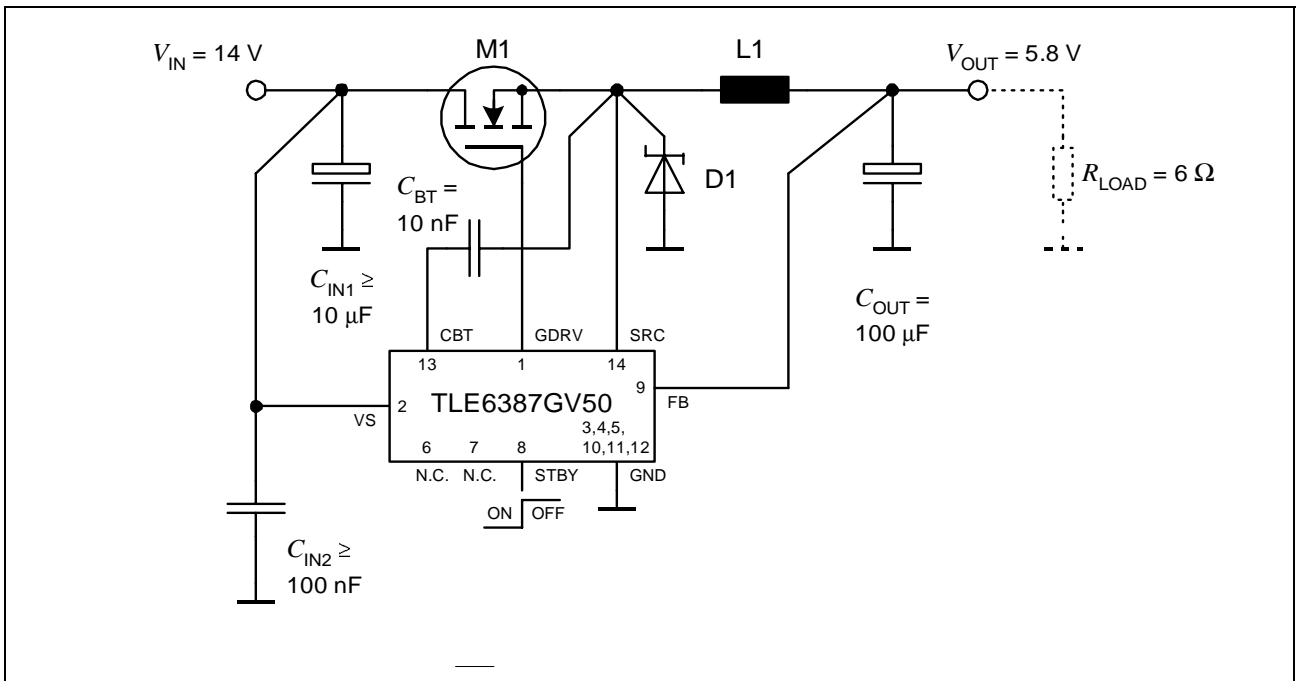 V_IN = 14 V
M1
L1
V_OUT = 5.8 V
C_BT =
10 nF
D1
R_LOAD = 6 Ω
C_IN1 ≥
10 µF
C_OUT =
100 µF
CBT
GDRV
SRC
13
1
14
9
FB
VS
2
TLE6387GV50
3,4,5,
6
7
8
10,11,12
N.C.
N.C.
STBY
GND
ON
OFF
C_IN2 ≥
100 nF